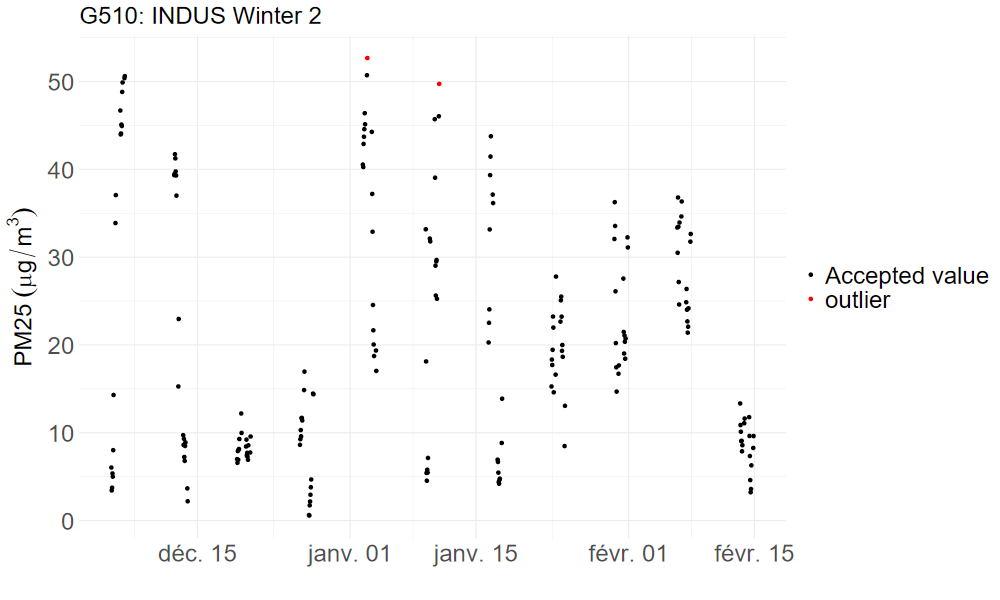 G510: INDUS Winter 2
PM25 (μg/m³)
50
40
30
20
10
0
déc. 15 janv. 01 janv. 15 févr. 01 févr. 15
Accepted value
outlier